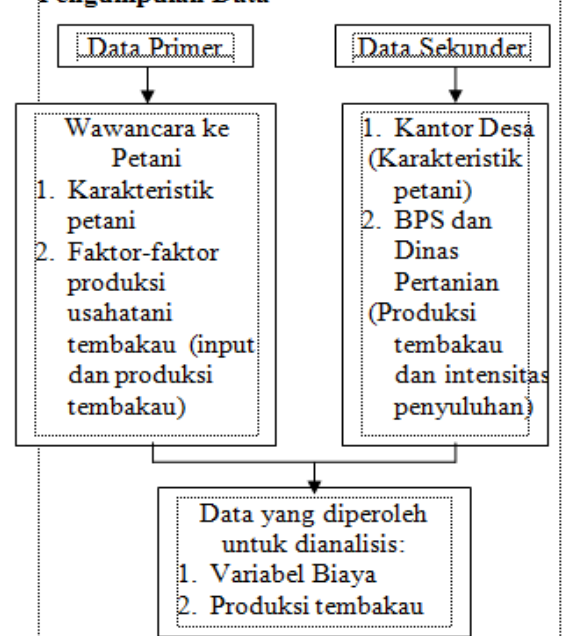 Pengumpulan Data
Data Primer
Data Sekunder
Wawancara ke
Petani
1. Karakteristik
petani
2. Faktor-faktor
produksi
usahatani
tembakau (input
dan produksi
tembakau)
1. Kantor Desa
(Karakteristik
petani)
2. BPS dan
Dinas
Pertanian
(Produksi
tembakau
dan intensitas
penyuluhan)
Data yang diperoleh
untuk dianalisis:
1. Variabel Biaya
2. Produksi tembakau